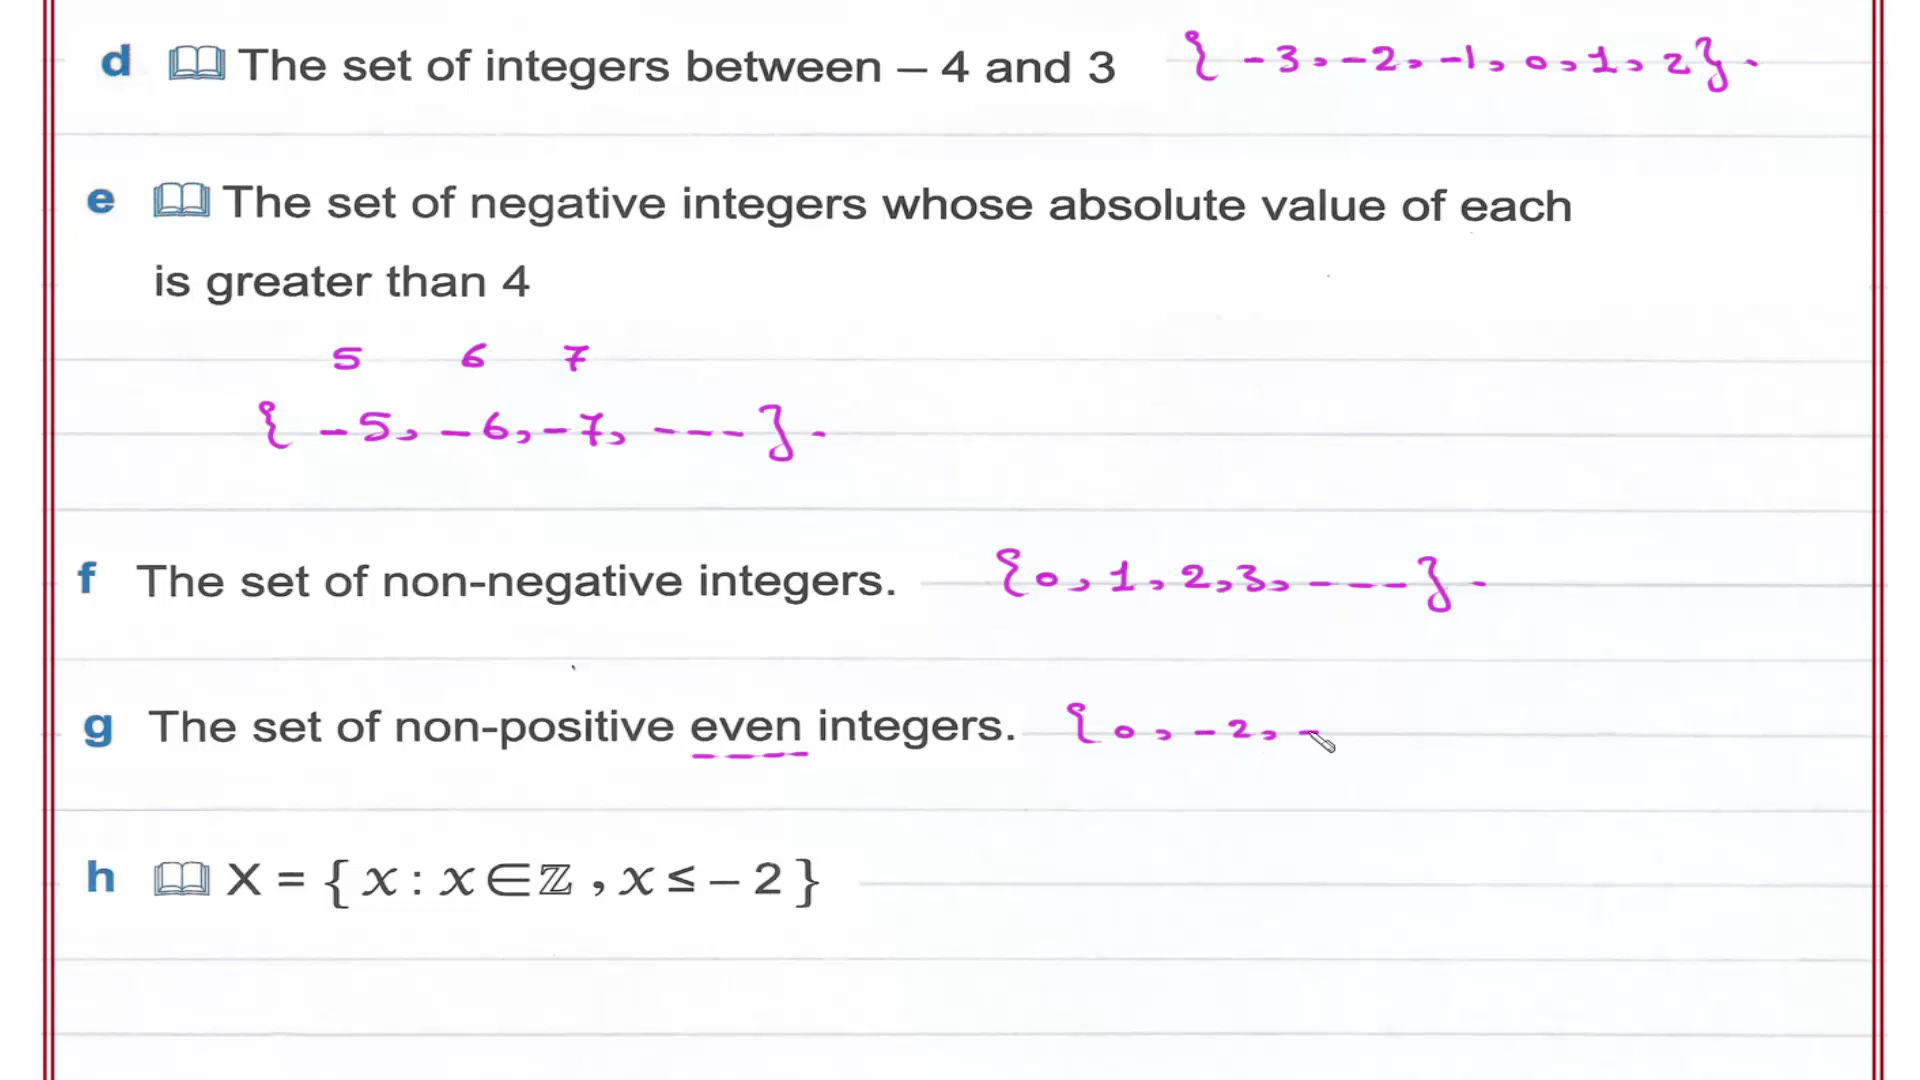 d The set of integers between – 4 and 3 { -3, -2, -1, 0, 1, 2}.
e The set of negative integers whose absolute value of each
is greater than 4
5 6 7
{ -5, -6, -7, ---- }.
f The set of non-negative integers. {0, 1, 2, 3, ---- }.
g The set of non-positive even integers. { 0, -2, -
h X = { x : x ∈ ℤ , x ≤ – 2 }